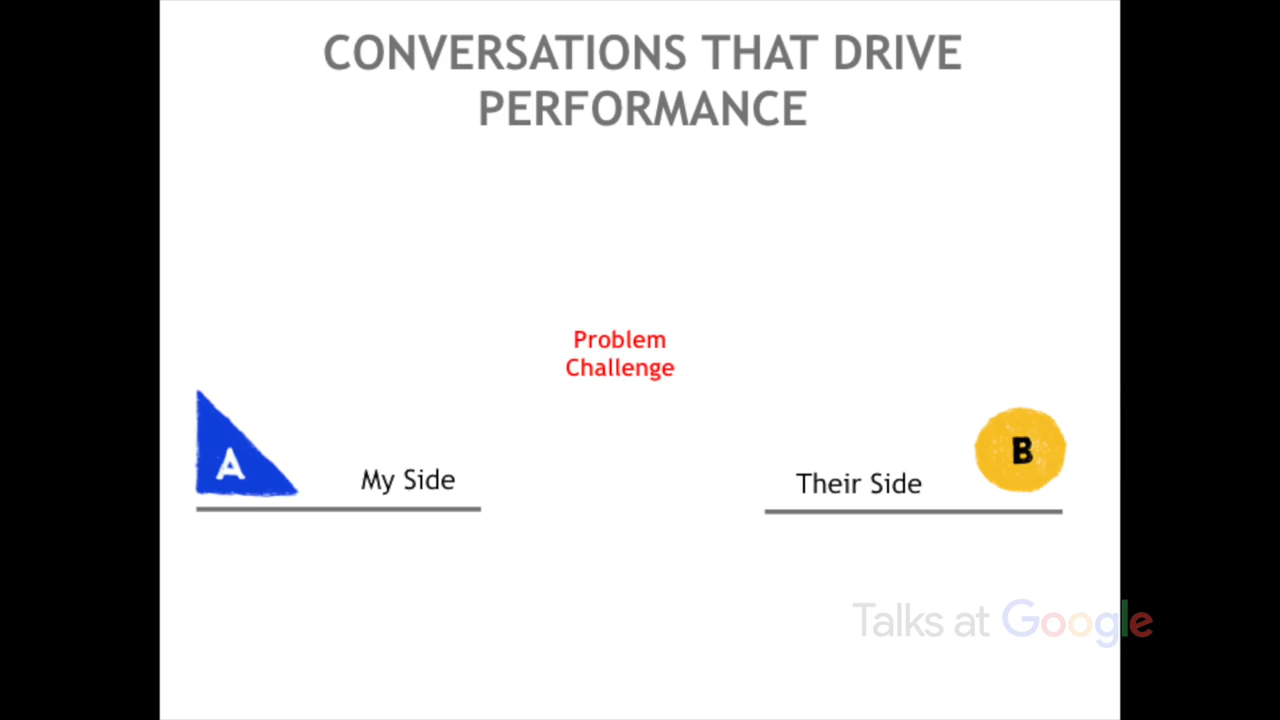 CONVERSATIONS THAT DRIVE
PERFORMANCE
Problem
Challenge
A
My Side
Their Side
B
Talks at Google